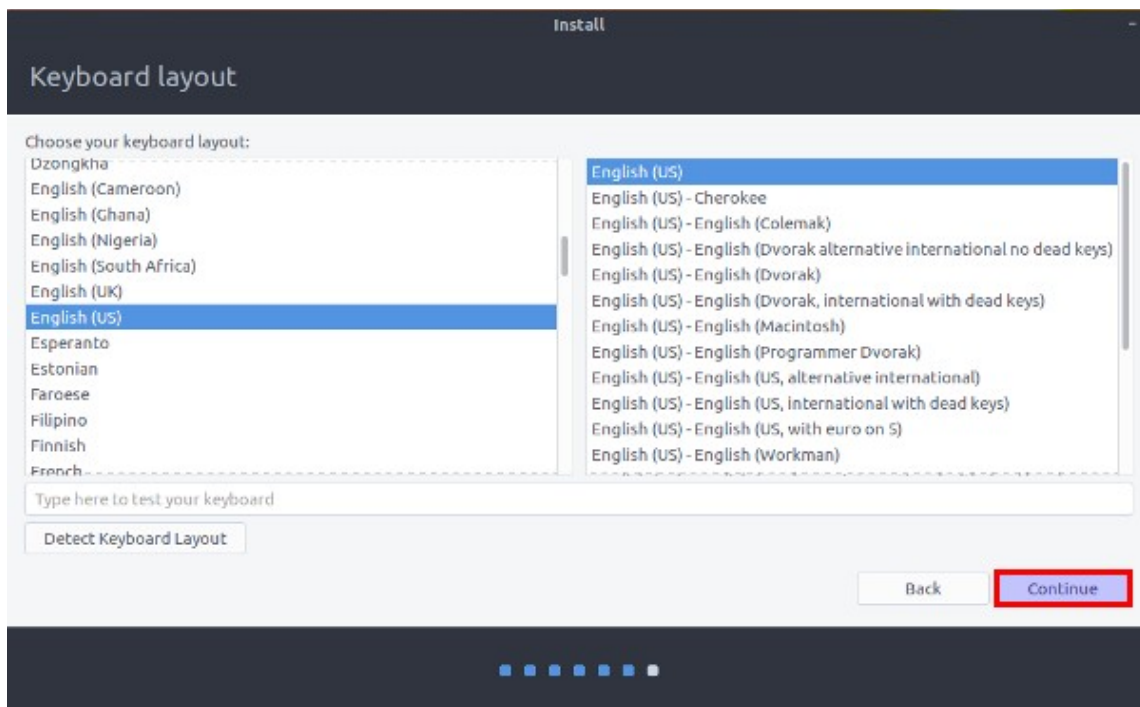 Install
Keyboard layout
Choose your keyboard layout:
Dzongkha
English (Cameroon)
English (Ghana)
English (Nigeria)
English (South Africa)
English (UK)
English (US)
Esperanto
Estonian
Faroese
Filipino
Finnish
French
English (US)
English (US) - Cherokee
English (US) - English (Colemak)
English (US) - English (Dvorak alternative international no dead keys)
English (US) - English (Dvorak)
English (US) - English (Dvorak, international with dead keys)
English (US) - English (Macintosh)
English (US) - English (Programmer Dvorak)
English (US) - English (US, alternative international)
English (US) - English (US, international with dead keys)
English (US) - English (US, with euro on 5)
English (US) - English (Workman)
Type here to test your keyboard
Detect Keyboard Layout
Back
Continue